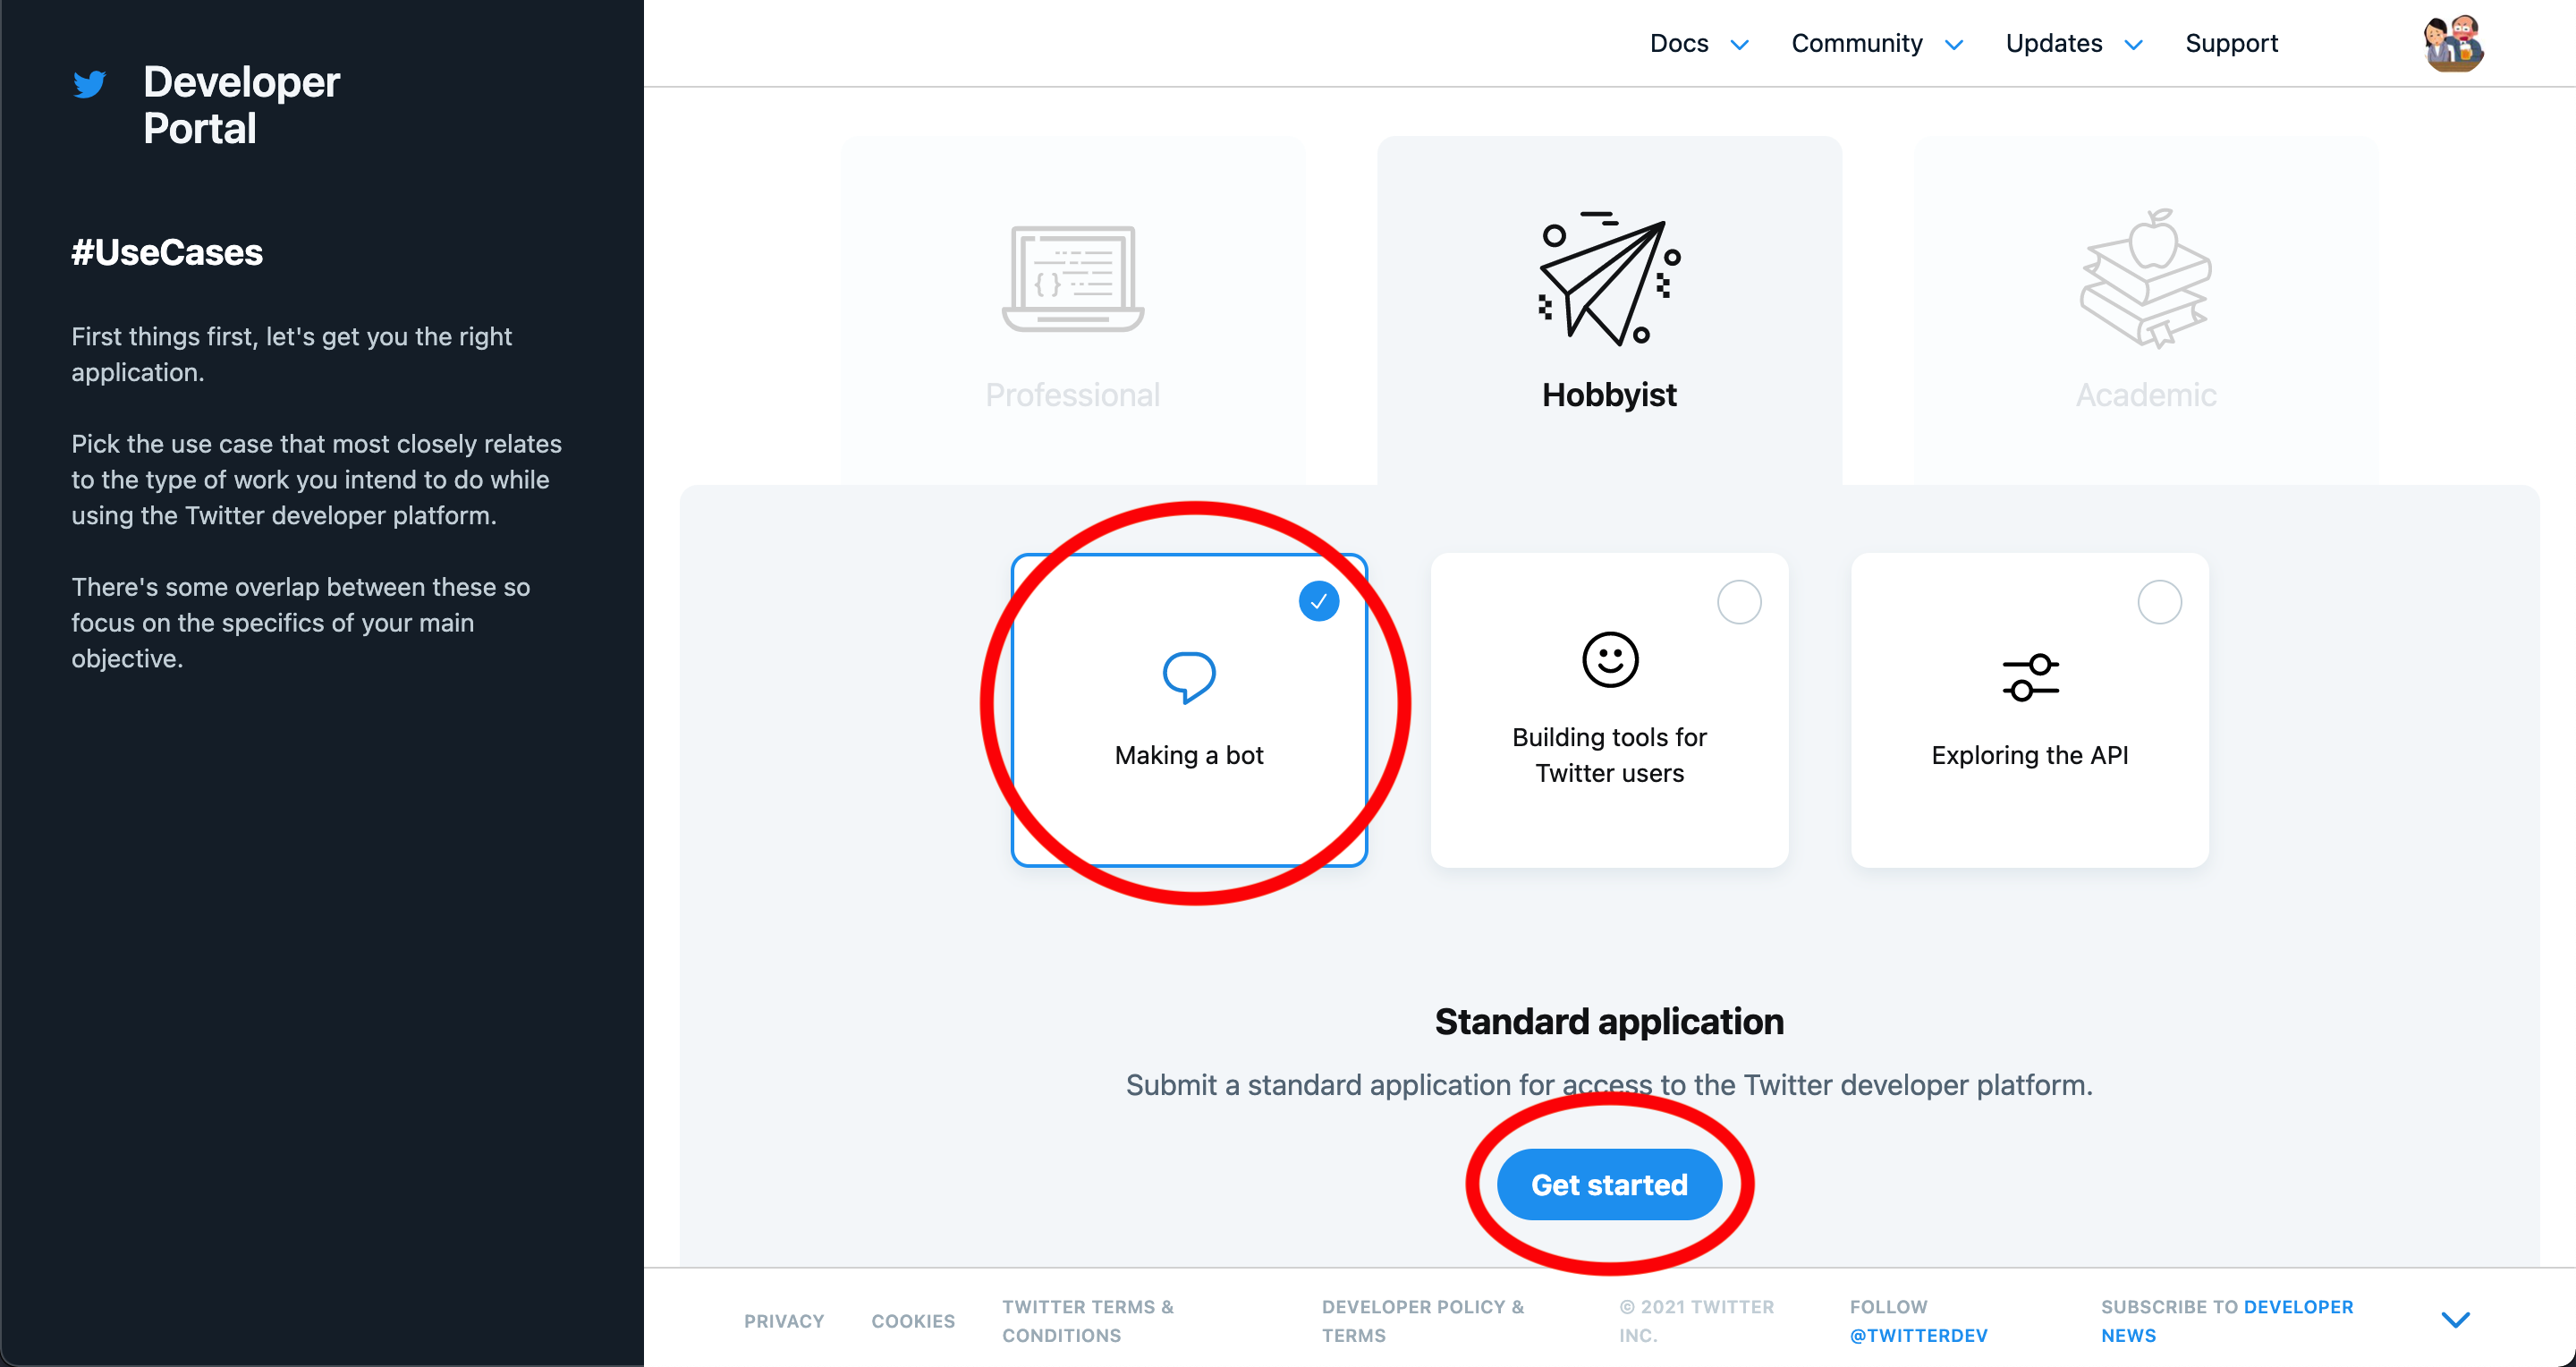 Developer
Portal
#UseCases
First things first, let's get you the right
application.
Pick the use case that most closely relates
to the type of work you intend to do while
using the Twitter developer platform.
There's some overlap between these so
focus on the specifics of your main
objective.
Docs Community Updates Support
Professional
Hobbyist
Academic
Making a bot
Building tools for
Twitter users
Exploring the API
Standard application
Submit a standard application for access to the Twitter developer platform.
Get started
PRIVACY
COOKIES
TWITTER TERMS &
CONDITIONS
DEVELOPER POLICY &
TERMS
© 2021 TWITTER
INC.
FOLLOW
@TWITTERDEV
SUBSCRIBE TO DEVELOPER
NEWS